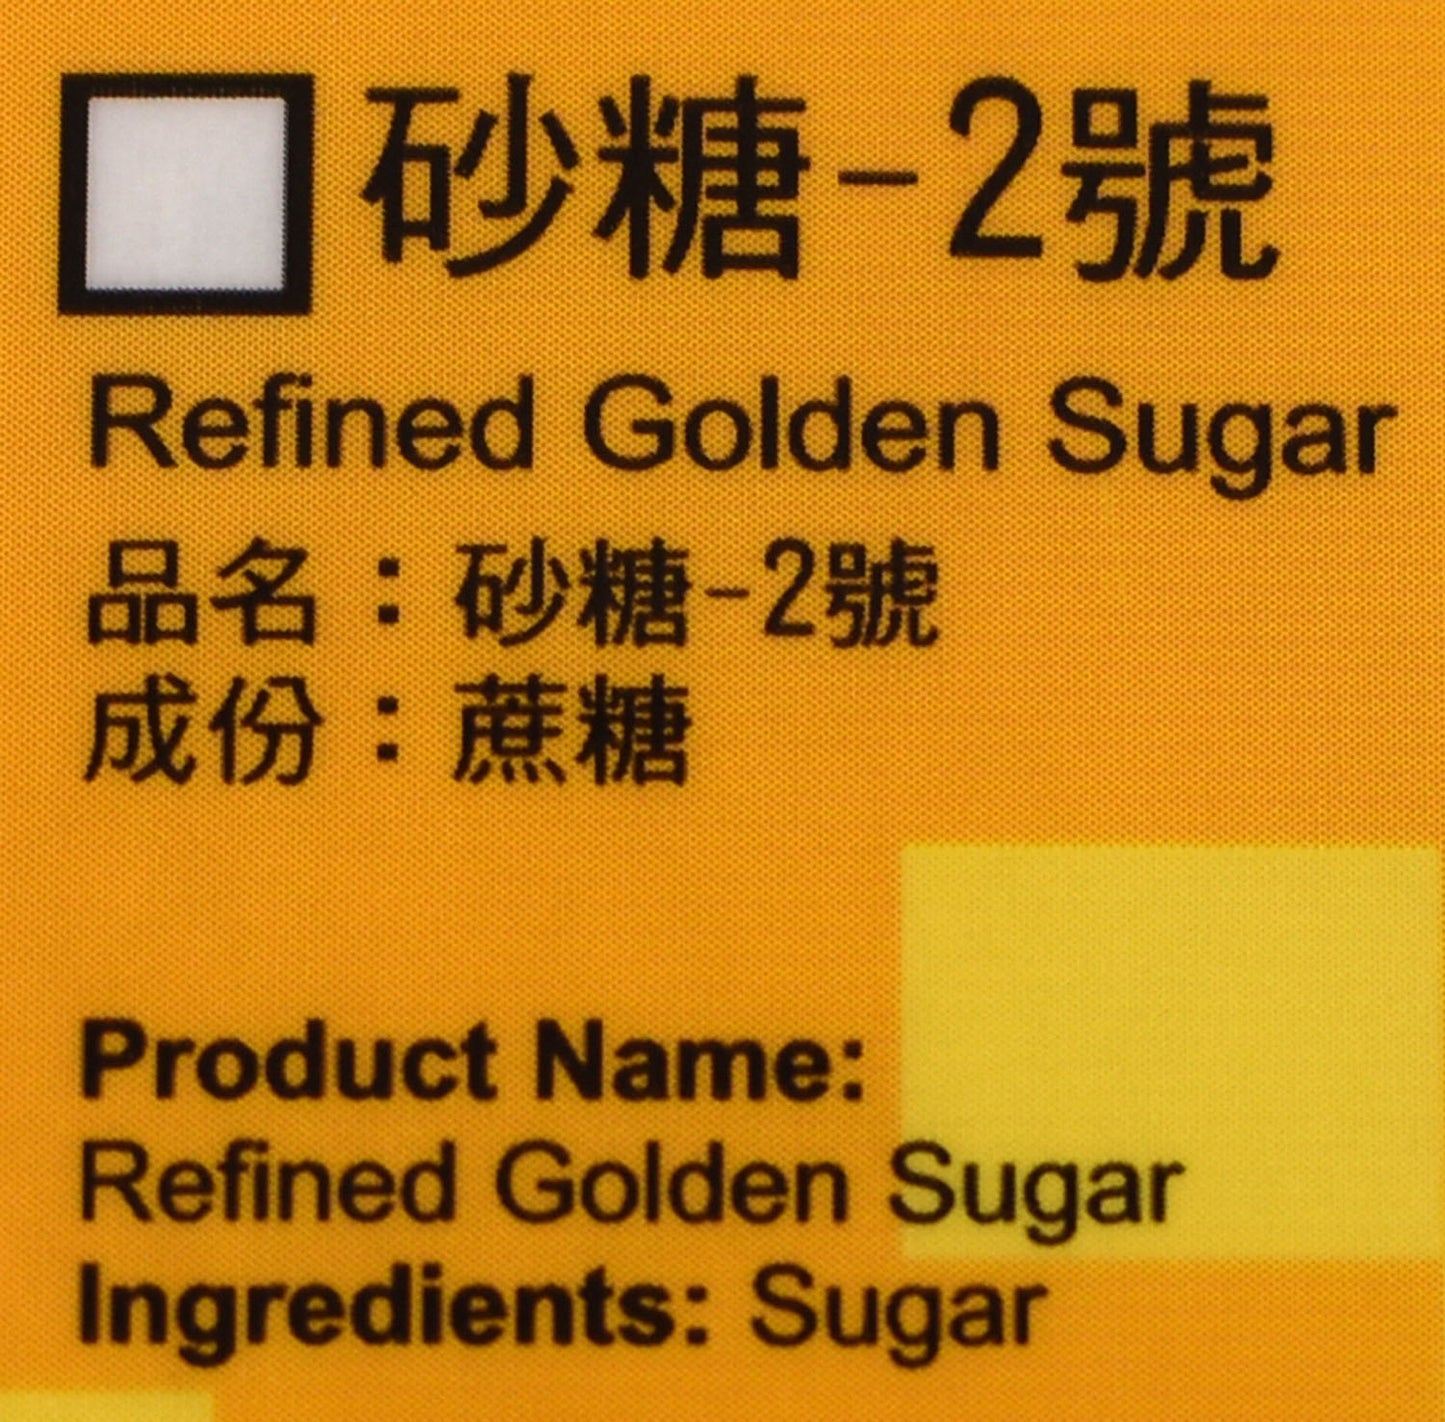 砂糖-2號
Refined Golden Sugar
品名：砂糖-2號
成份：蔗糖
Product Name:
Refined Golden Sugar
Ingredients: Sugar